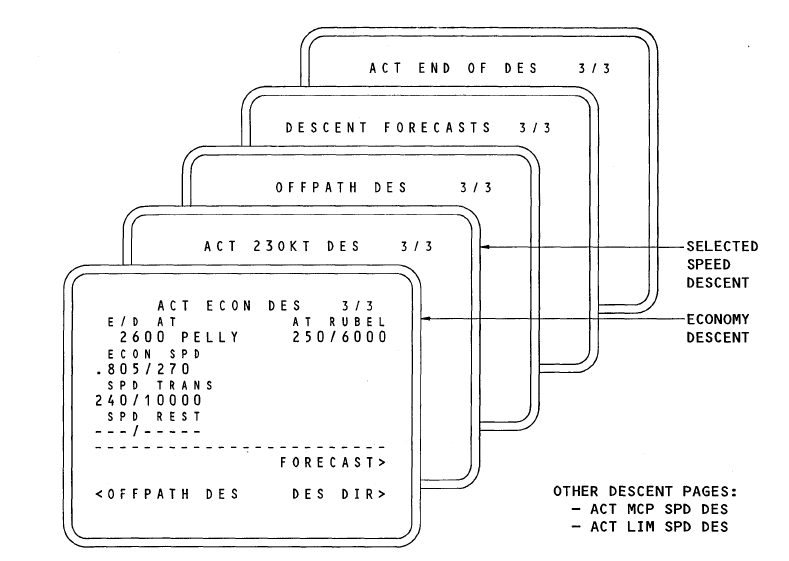 ACT END OF DES 3/3
DESCENT FORECASTS 3/3
OFFPATH DES 3/3
ACT 230KT DES 3/3
SELECTED
SPEED
DESCENT
ACT ECON DES 3/3
E/D AT AT RUBEL
2600 PELLY 250/6000
ECON SPD
.805/270
SPD TRANS
240/10000
SPD REST
---/-----
------------------------
FORECAST>
<OFFPATH DES DES DIR>
ECONOMY
DESCENT
OTHER DESCENT PAGES:
- ACT MCP SPD DES
- ACT LIM SPD DES